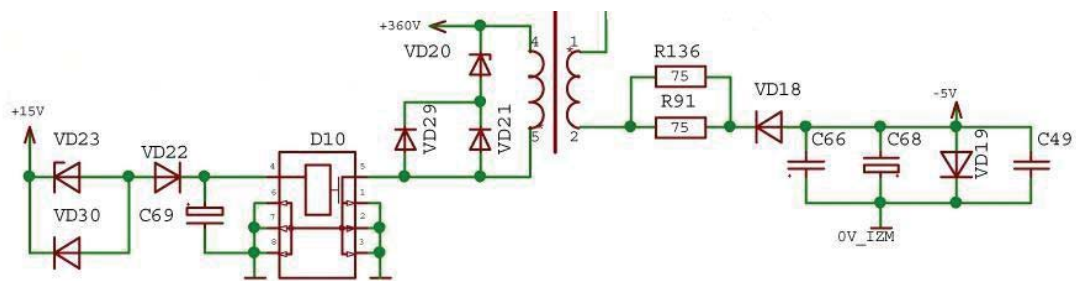 +360V
4
1
R136
VD20
75
VD18
R91
-5V
+15V
VD29
VD21
5
2
75
VD23
VD22
D10
C66
C68
VD19
C49
4
5
VD30
C69
6
1
7
2
8
3
0V_IZM